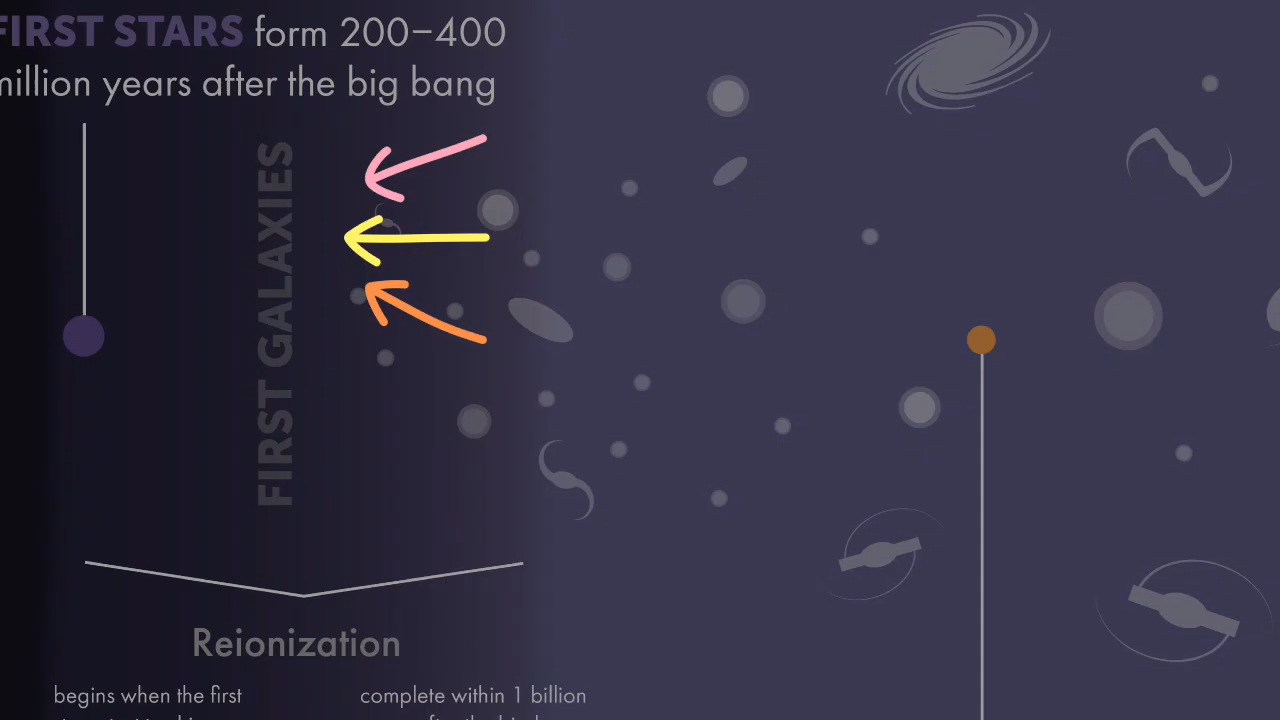 FIRST STARS form 200–400
million years after the big bang
FIRST GALAXIES
Reionization
begins when the first
complete within 1 billion